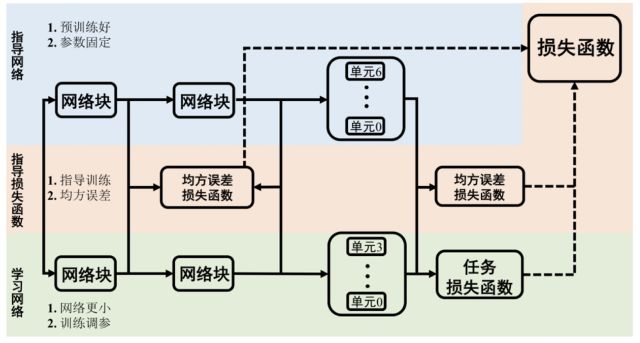 指导网络
1. 预训练好
2. 参数固定
损失函数
网络块
网络块
单元6
单元0
指导损失函数
1. 指导训练
2. 均方误差
均方误差
损失函数
均方误差
损失函数
学习网络
网络块
网络块
单元3
单元0
任务
损失函数
1. 网络更小
2. 训练调参